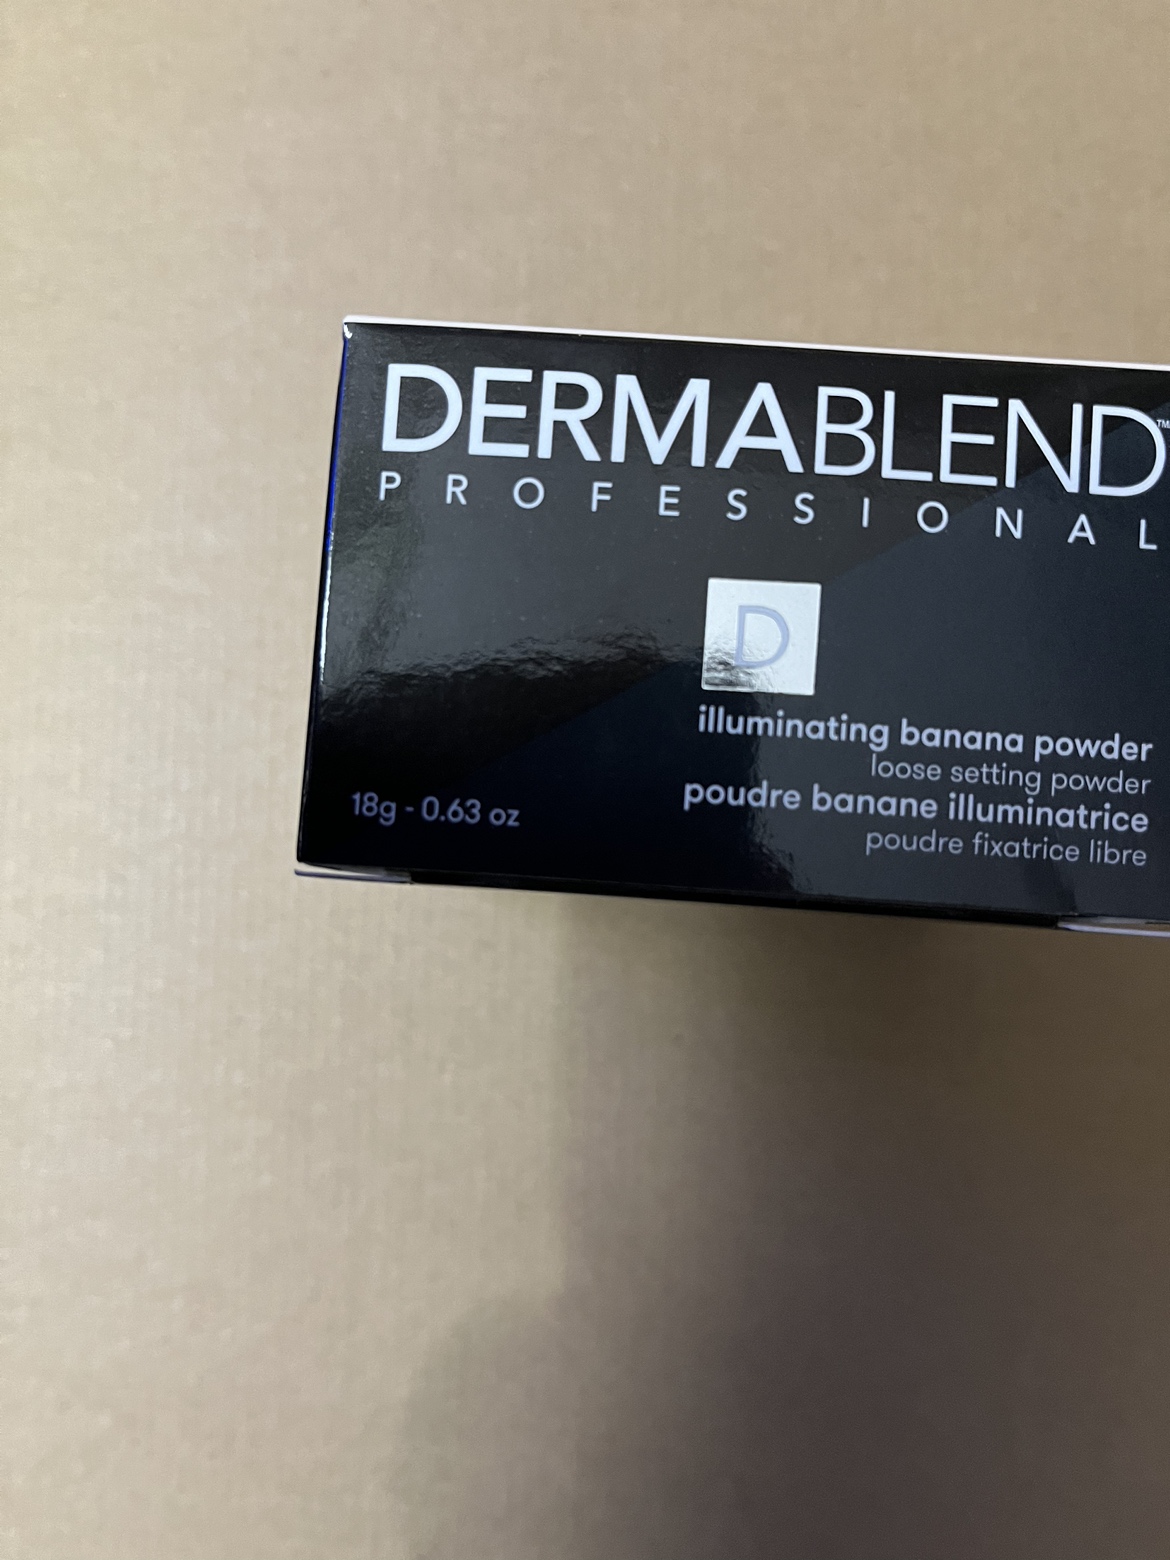 DERMABLEND™
PROFESSIONAL
D
illuminating banana powder
loose setting powder
poudre banane illuminatrice
poudre fixatrice libre
18g - 0.63 oz